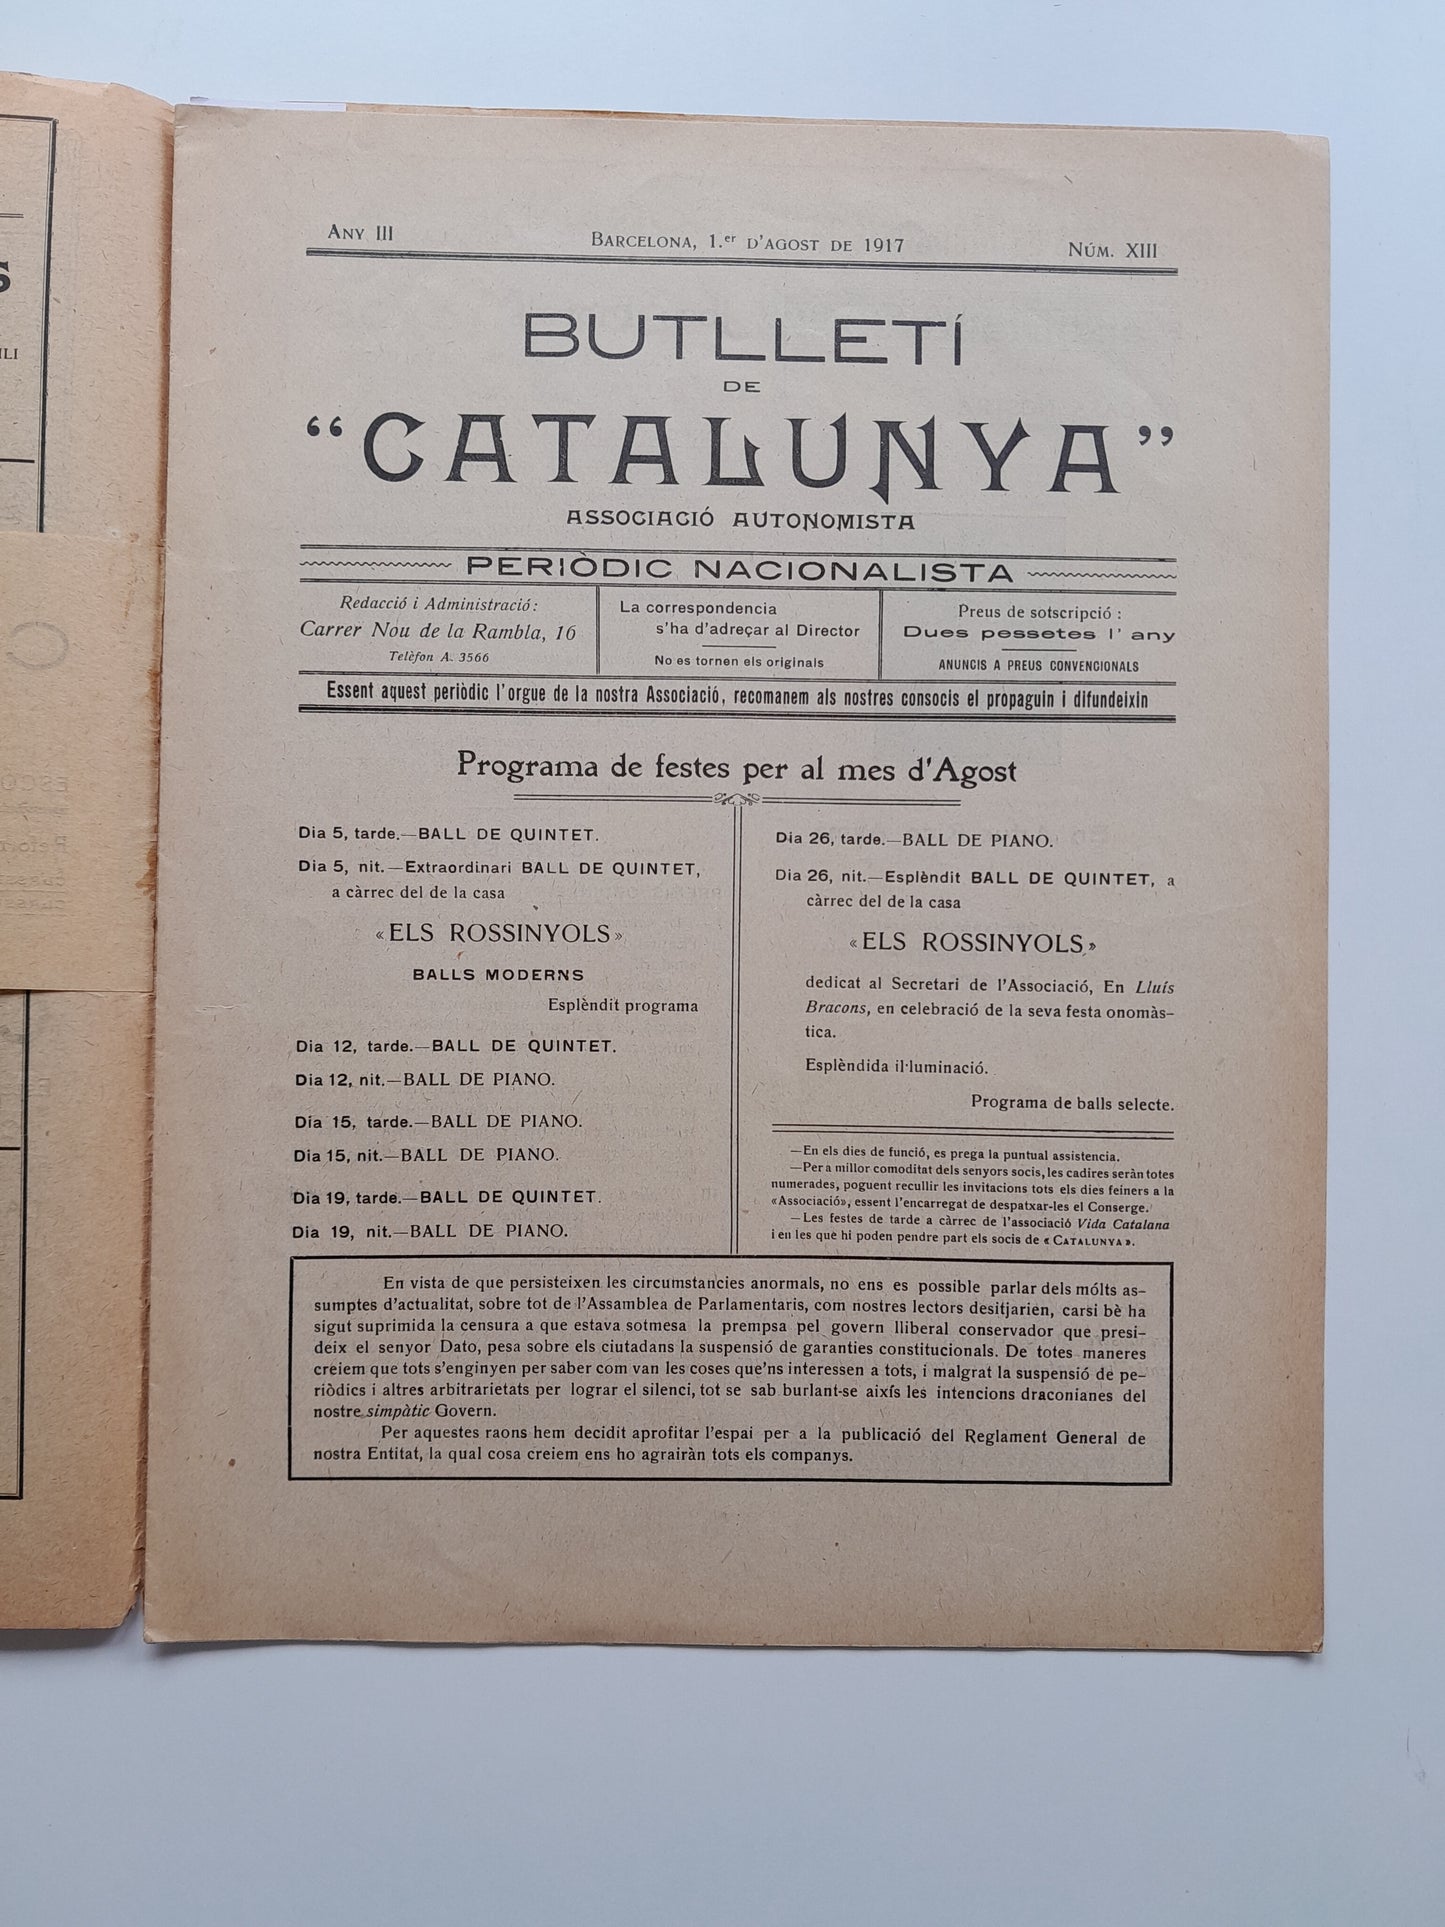 S
ILI
Any III
Barcelona, 1.er d'agost de 1917
Núm. XIII
BUTLLETÍ
DE
“CATALUNYA”
ASSOCIACIÓ AUTONOMISTA
PERIÒDIC NACIONALISTA
Redacció i Administració:
Carrer Nou de la Rambla, 16
Telèfon A. 3566
La correspondencia
s'ha d'adreçar al Director
No es tornen els originals
Preus de sotscripció :
Dues pessetes l' any
ANUNCIS A PREUS CONVENCIONALS
Essent aquest periòdic l'orgue de la nostra Associació, recomanem als nostres consocis el propaguin i difundeixin
Programa de festes per al mes d'Agost
Dia 5, tarde.—BALL DE QUINTET.
Dia 5, nit.—Extraordinari BALL DE QUINTET,
a càrrec del de la casa
«ELS ROSSINYOLS»
BALLS MODERNS
Esplèndit programa
Dia 12, tarde.—BALL DE QUINTET.
Dia 12, nit.—BALL DE PIANO.
Dia 15, tarde.—BALL DE PIANO.
Dia 15, nit.—BALL DE PIANO.
Dia 19, tarde.—BALL DE QUINTET.
Dia 19, nit.—BALL DE PIANO.
Dia 26, tarde.—BALL DE PIANO.
Dia 26, nit.—Esplèndit BALL DE QUINTET, a
càrrec del de la casa
«ELS ROSSINYOLS»
dedicat al Secretari de l'Associació, En Lluís
Bracons, en celebració de la seva festa onomàs-
tica.
Esplèndida il·luminació.
Programa de balls selecte.
—En els dies de funció, es prega la puntual assistencia.
—Per a millor comoditat dels senyors socis, les cadires seràn totes
numerades, poguent recullir les invitacions tots els dies feiners a la
«Associació», essent l'encarregat de despatxar-les el Conserge.
—Les festes de tarde a càrrec de l'associació Vida Catalana
i en les què hi poden pendre part els socis de « Catalunya ».
En vista de que persisteixen les circumstancies anormals, no ens es possible parlar dels mólts as-
sumptes d'actualitat, sobre tot de l'Assamblea de Parlamentaris, com nostres lectors desitjarien, carsi bè ha
sigut suprimida la censura a que estava sotmesa la prempsa pel govern lliberal conservador que presi-
deix el senyor Dato, pesa sobre els ciutadans la suspensió de garanties constitucionals. De totes maneres
creiem que tots s'enginyen per saber com van les coses que'ns interessen a tots, i malgrat la suspensió de pe-
riòdics i altres arbitrarietats per lograr el silenci, tot se sab burlant-se aixís les intencions draconianes del
nostre simpàtic Govern.
Per aquestes raons hem decidit aprofitar l'espai per a la publicació del Reglament General de
nostra Entitat, la qual cosa creiem ens ho agrairàn tots els companys.